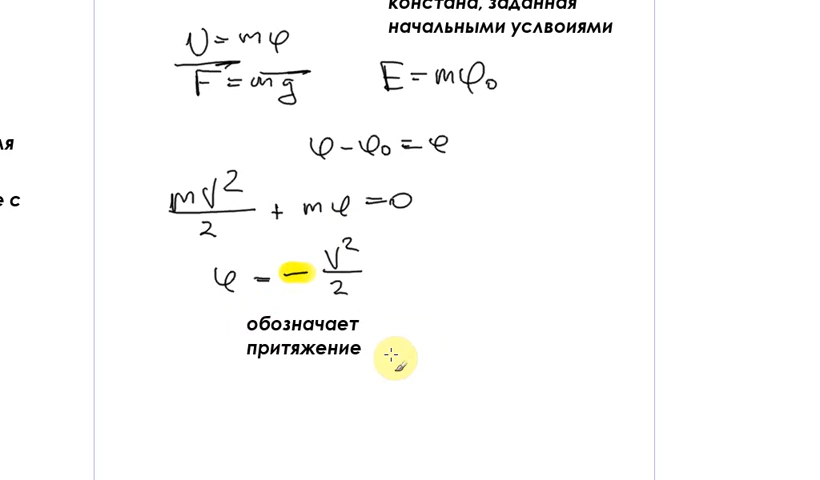 констана, заданная
начальными услвоиями
U = mφ
F = mg
E = mφ₀
φ - φ₀ = φ
mv²/2 + mφ = 0
φ = - v²/2
обозначает
притяжение